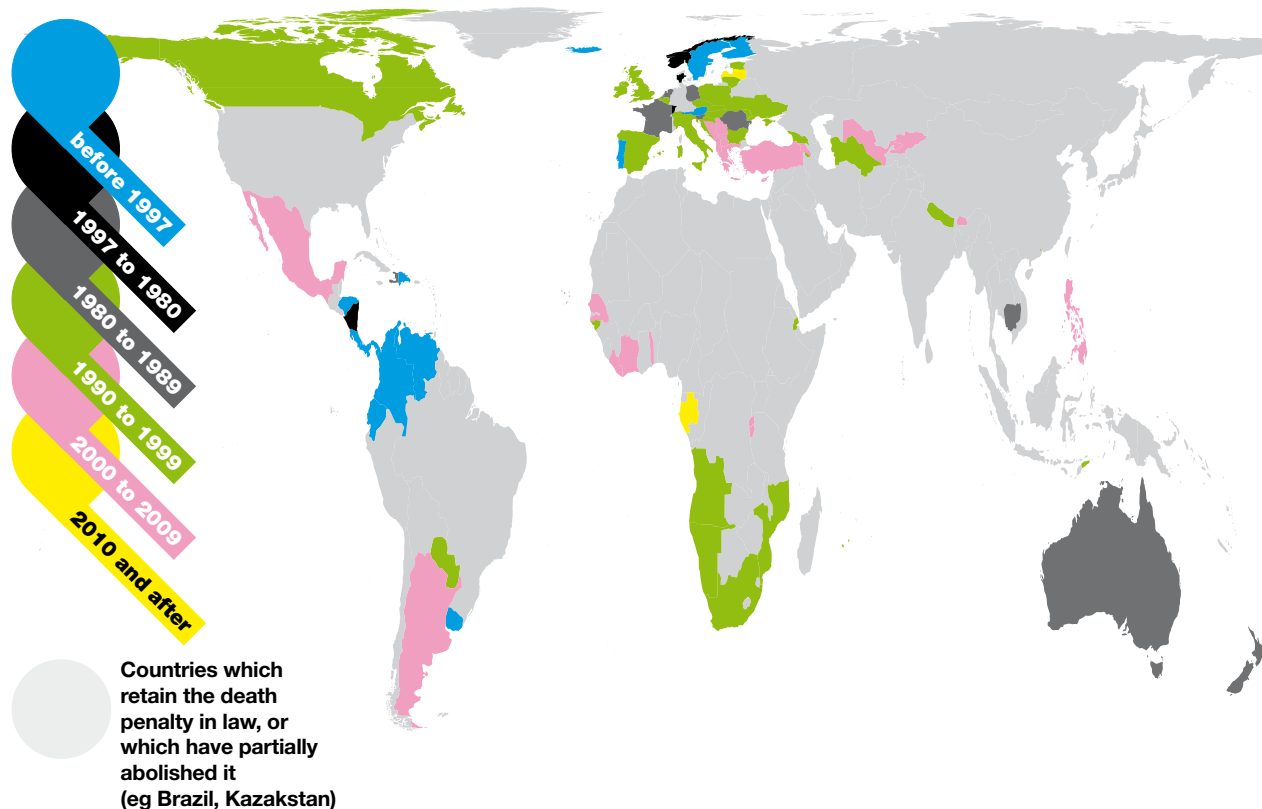 before 1997
1997 to 1980
1980 to 1989
1990 to 1999
2000 to 2009
2010 and after
Countries which
retain the death
penalty in law, or
which have partially
abolished it
(eg Brazil, Kazakstan)